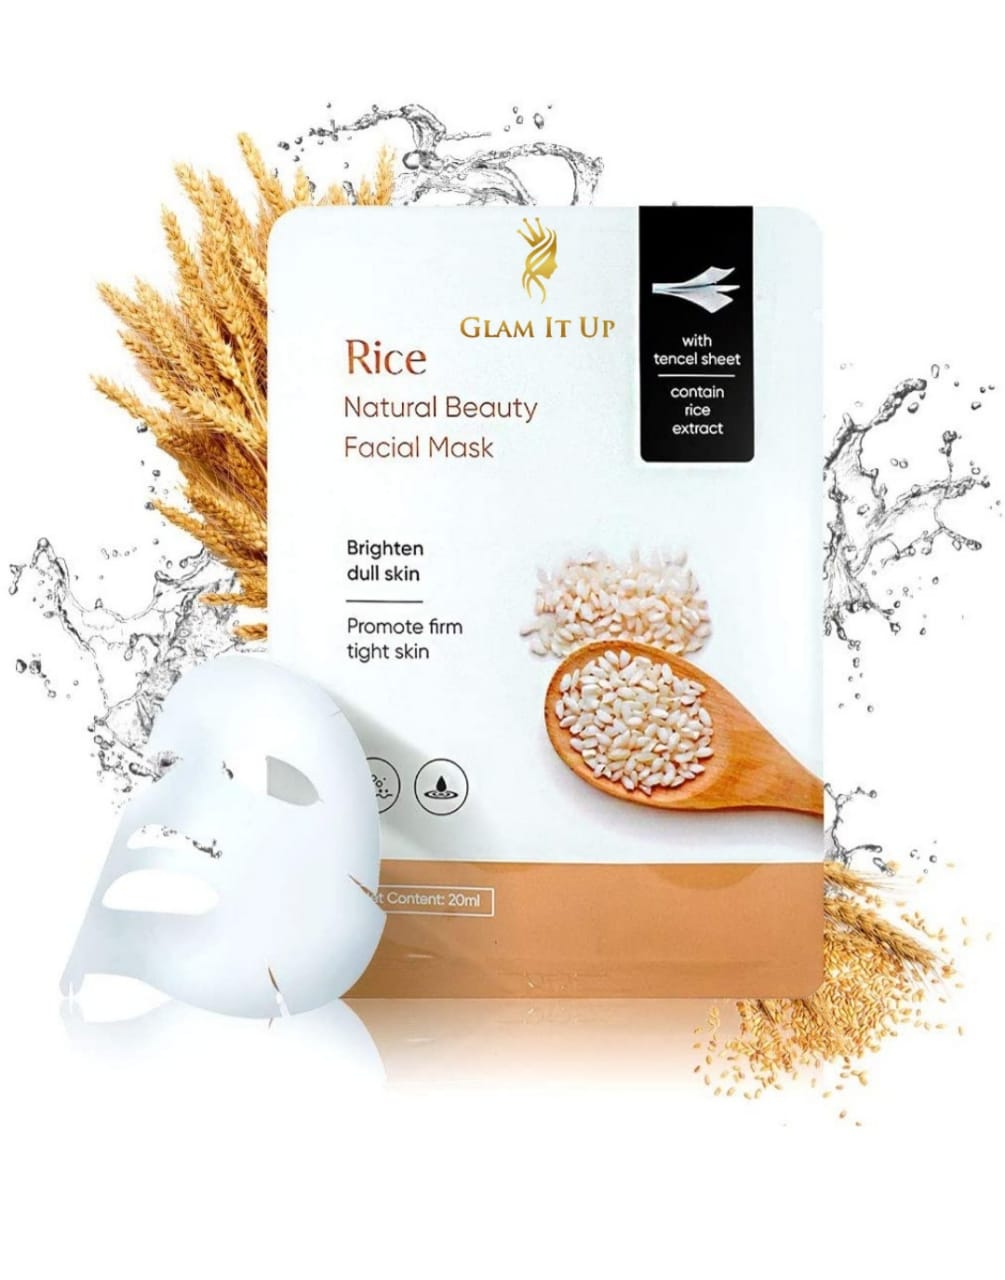 GLAM IT UP
Rice
Natural Beauty
Facial Mask
with
tencel sheet
contain
rice
extract
Brighten
dull skin
Promote firm
tight skin
Content: 20ml